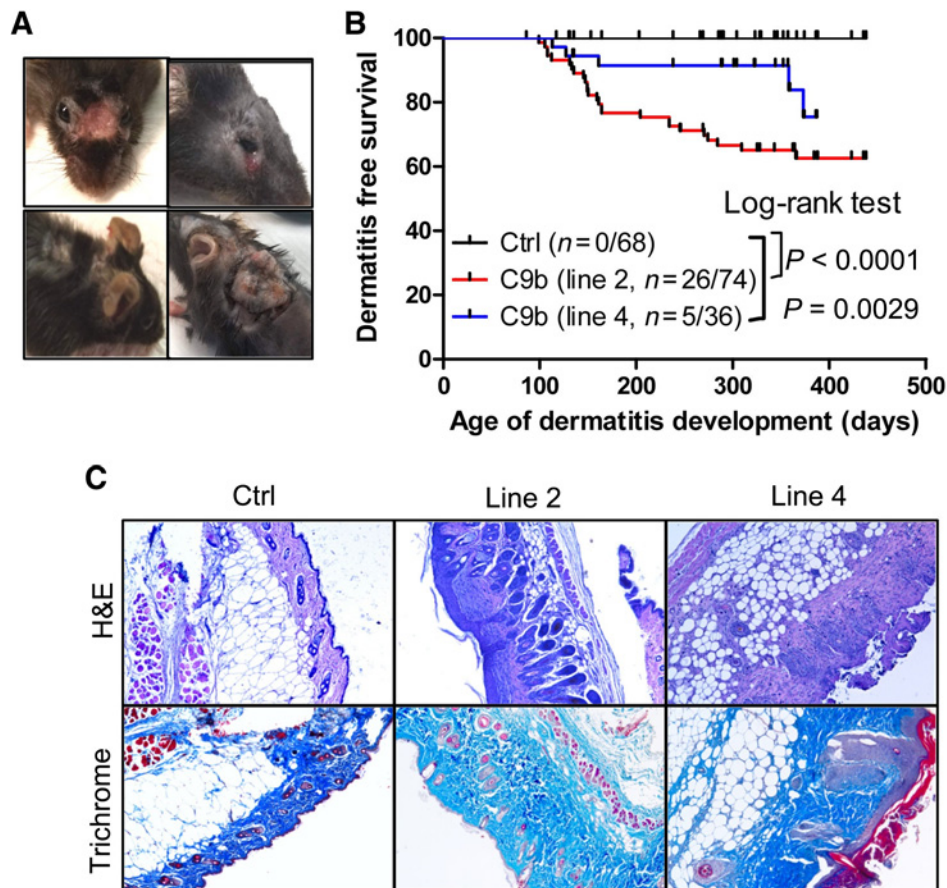 A
B
Dermatitis free survival
100
80
60
40
20
0
Log-rank test
Ctrl (n=0/68)
C9b (line 2, n=26/74)
C9b (line 4, n=5/36)
P < 0.0001
P = 0.0029
0 100 200 300 400 500
Age of dermatitis development (days)
C
Ctrl Line 2 Line 4
H&E
Trichrome